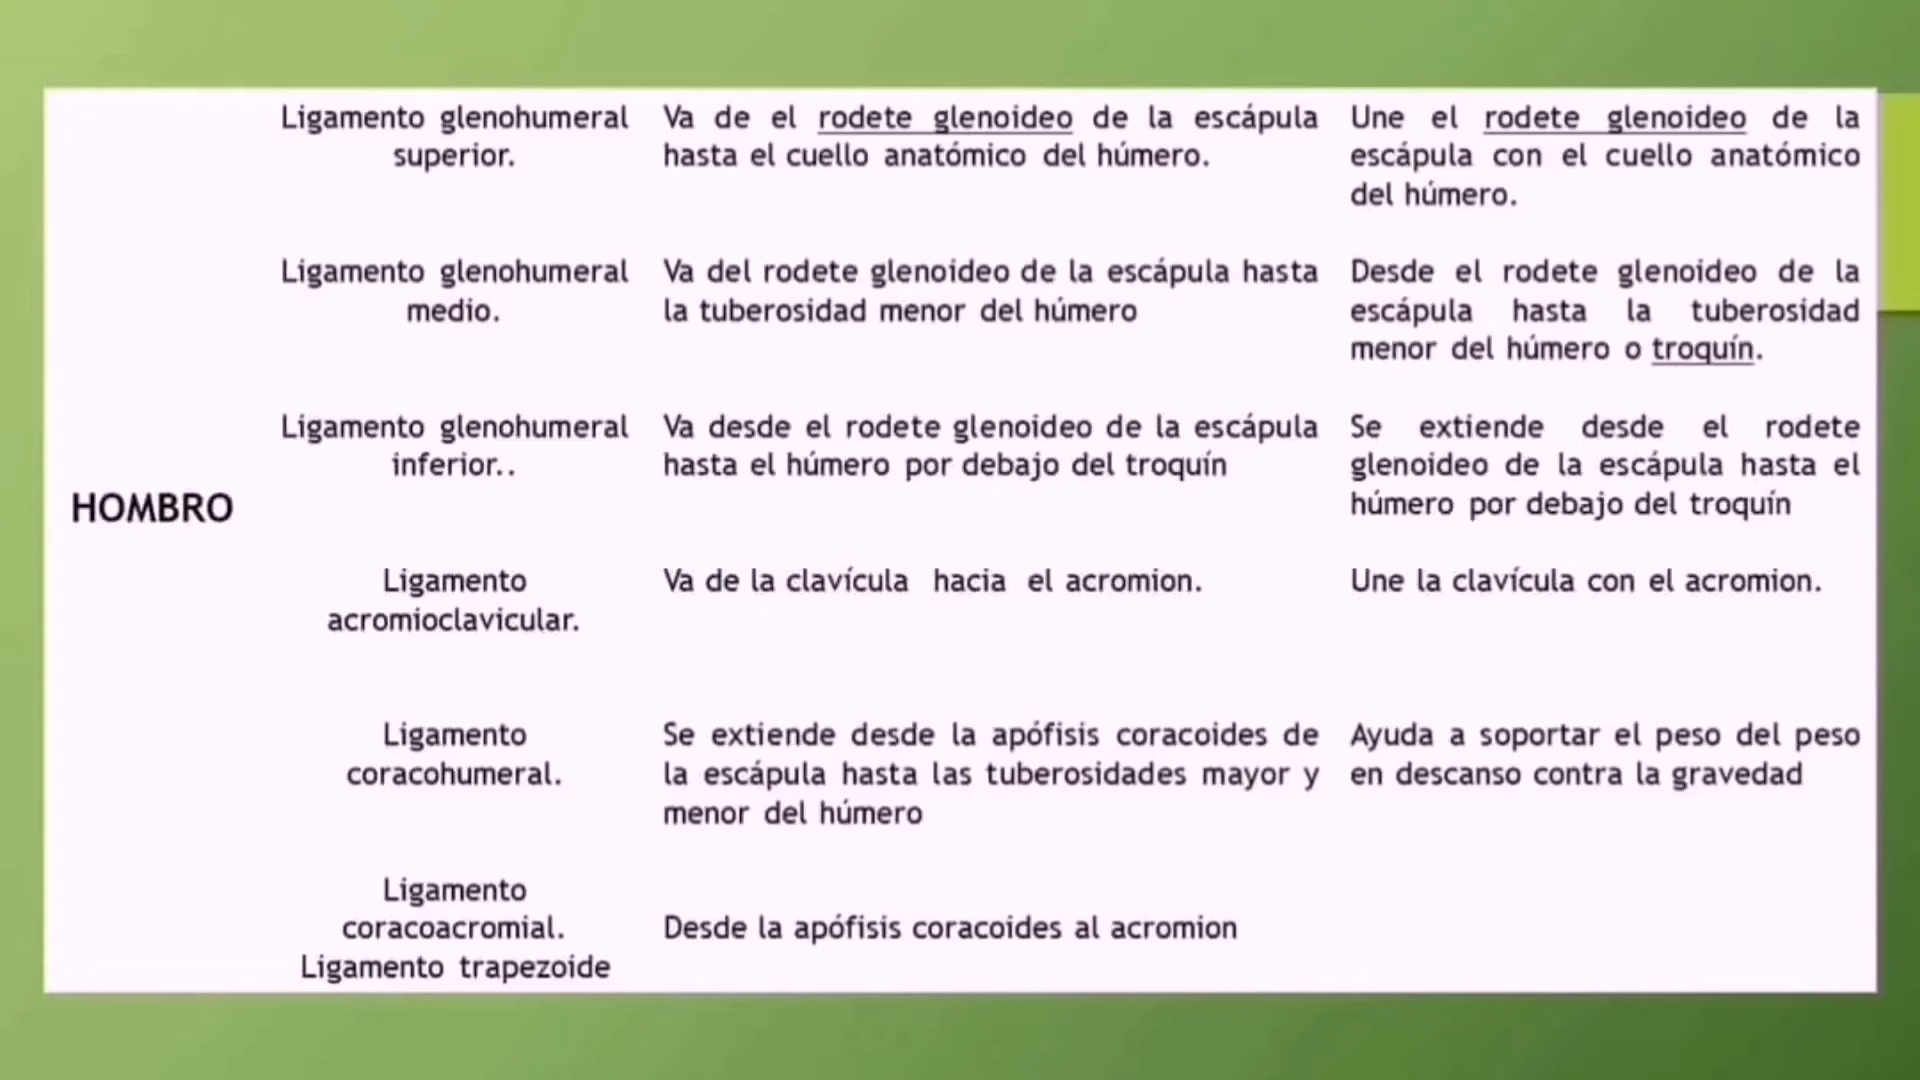 Ligamento glenohumeral
superior.
Va de el rodete glenoideo de la escápula
hasta el cuello anatómico del húmero.
Une el rodete glenoideo de la
escápula con el cuello anatómico
del húmero.
Ligamento glenohumeral
medio.
Va del rodete glenoideo de la escápula hasta
la tuberosidad menor del húmero
Desde el rodete glenoideo de la
escápula hasta la tuberosidad
menor del húmero o troquín.
Ligamento glenohumeral
inferior..
Va desde el rodete glenoideo de la escápula
hasta el húmero por debajo del troquín
Se extiende desde el rodete
glenoideo de la escápula hasta el
húmero por debajo del troquín
HOMBRO
Ligamento
acromioclavicular.
Va de la clavícula hacia el acromion.
Une la clavícula con el acromion.
Ligamento
coracohumeral.
Se extiende desde la apófisis coracoides de
la escápula hasta las tuberosidades mayor y
menor del húmero
Ayuda a soportar el peso del peso
en descanso contra la gravedad
Ligamento
coracoacromial.
Ligamento trapezoide
Desde la apófisis coracoides al acromion